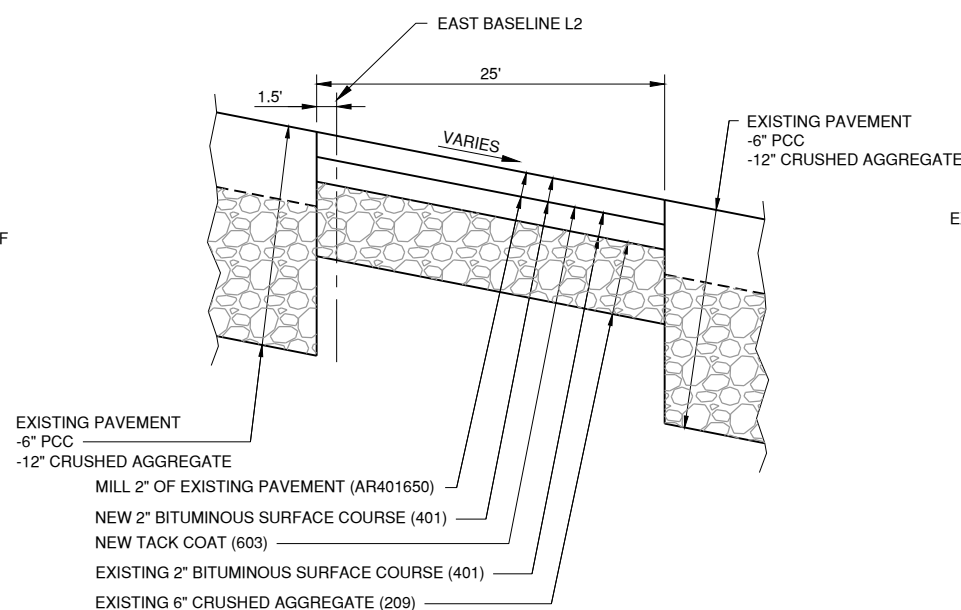 EAST BASELINE L2
25'
1.5'
VARIES
EXISTING PAVEMENT
-6" PCC
-12" CRUSHED AGGREGATE
F
E
EXISTING PAVEMENT
-6" PCC
-12" CRUSHED AGGREGATE
MILL 2" OF EXISTING PAVEMENT (AR401650)
NEW 2" BITUMINOUS SURFACE COURSE (401)
NEW TACK COAT (603)
EXISTING 2" BITUMINOUS SURFACE COURSE (401)
EXISTING 6" CRUSHED AGGREGATE (209)